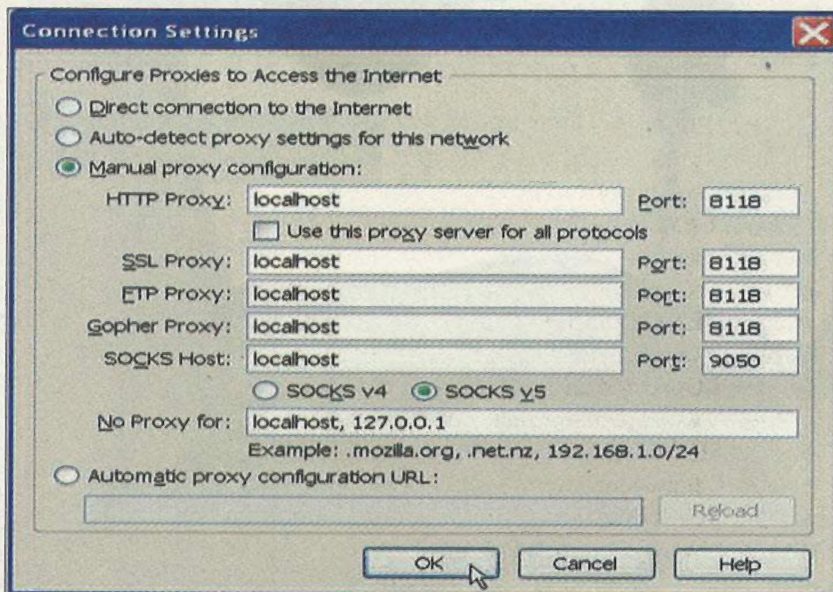 Connection Settings
Configure Proxies to Access the Internet
Direct connection to the Internet
Auto-detect proxy settings for this network
Manual proxy configuration:
HTTP Proxy: localhost Port: 8118
Use this proxy server for all protocols
SSL Proxy: localhost Port: 8118
FTP Proxy: localhost Port: 8118
Gopher Proxy: localhost Port: 8118
SOCKS Host: localhost Port: 9050
SOCKS v4 SOCKS v5
No Proxy for: localhost, 127.0.0.1
Example: .mozilla.org, .net.nz, 192.168.1.0/24
Automatic proxy configuration URL:
Reload
OK Cancel Help